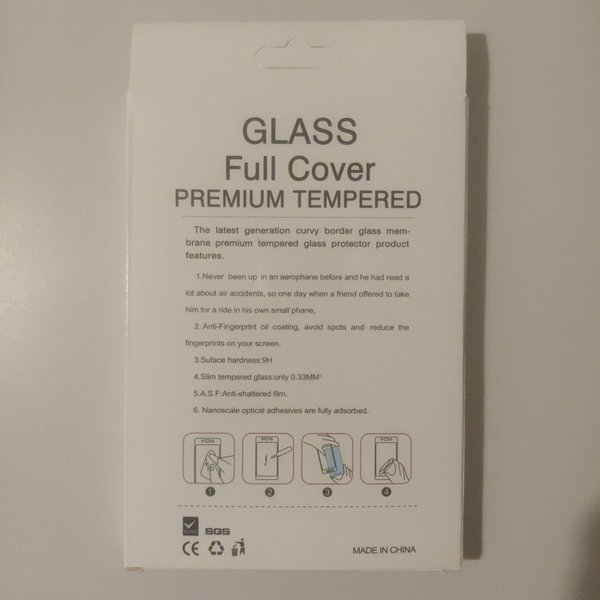 GLASS
Full Cover
PREMIUM TEMPERED
The latest generation curvy border glass mem-
brane premium tempered glass protector product
features.
1.Never been up in an aerophane before and he had read a
lot about air accidents, so one day when a friend offered to take
him for a ride in his own small phane,
2. Anti-Fingerprint oil coating, avoid spots and reduce the
fingerprints on your screen.
3.Suface hardness:9H
4.Slim tempered glass:only 0.33MM"
5.A.S.F:Anti-shattered film.
6. Nanoscale optical adhesives are fully adsorbed.
1 2 3 4
SGS
CE
MADE IN CHINA